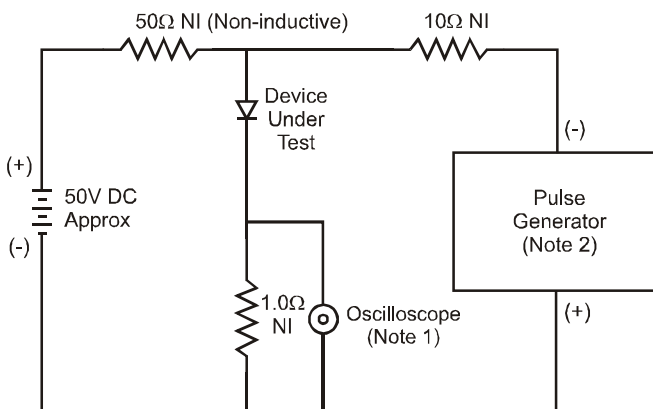 50Ω NI (Non-inductive)
10Ω NI
Device
Under
Test
(-)
(+)
50V DC
Approx
(-)
Pulse
Generator
(Note 2)
1.0Ω
NI
Oscilloscope
(Note 1)
(+)